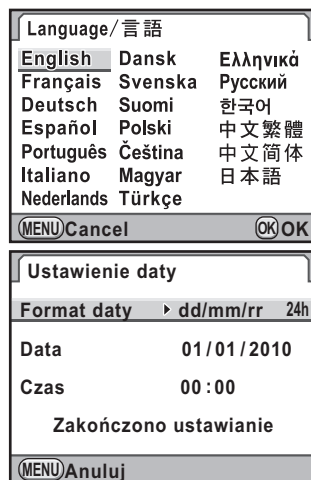 Language/言語
English Dansk Ελληνικά
Français Svenska Русский
Deutsch Suomi 한국어
Español Polski 中文繁體
Português Čeština 中文简体
Italiano Magyar 日本語
Nederlands Türkçe
MENU Cancel OK OK
Ustawienie daty
Format daty dd/mm/rr 24h
Data 01/01/2010
Czas 00:00
Zakończono ustawianie
MENU Anuluj